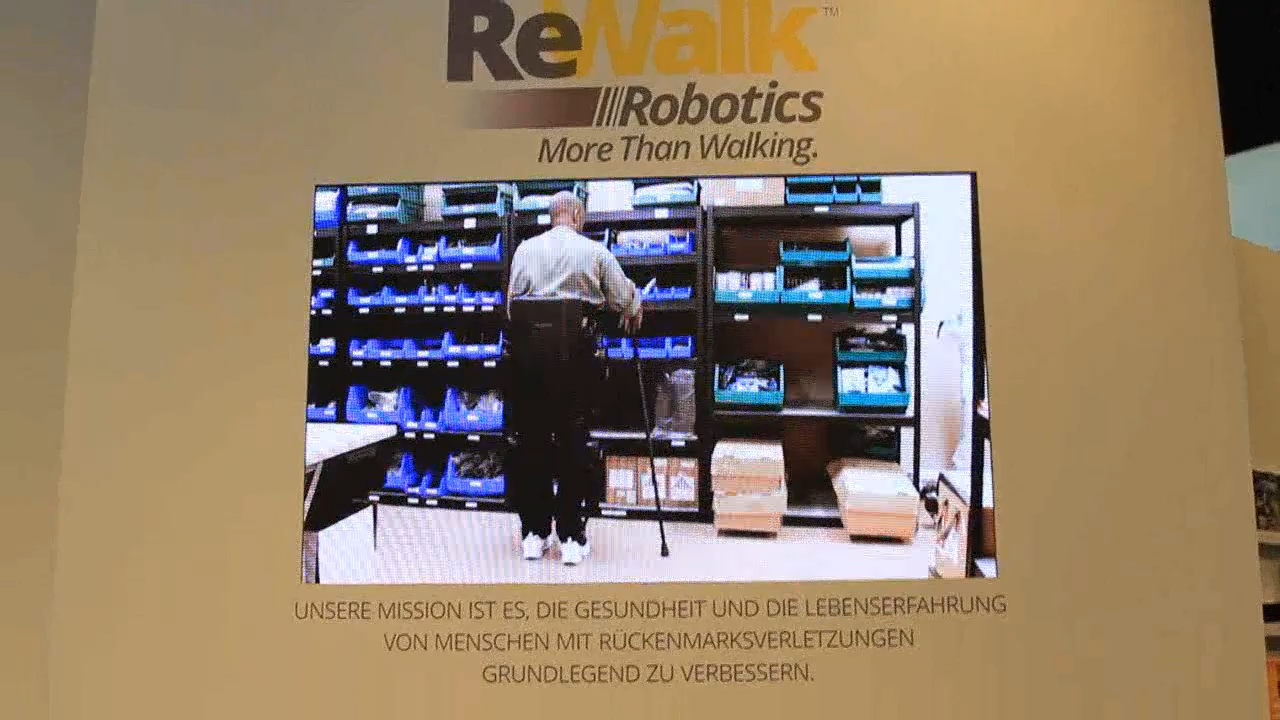 ReWalk™
Robotics
More Than Walking.
UNSERE MISSION IST ES, DIE GESUNDHEIT UND DIE LEBENSERFAHRUNG
VON MENSCHEN MIT RÜCKENMARKSVERLETZUNGEN
GRUNDLEGEND ZU VERBESSERN.